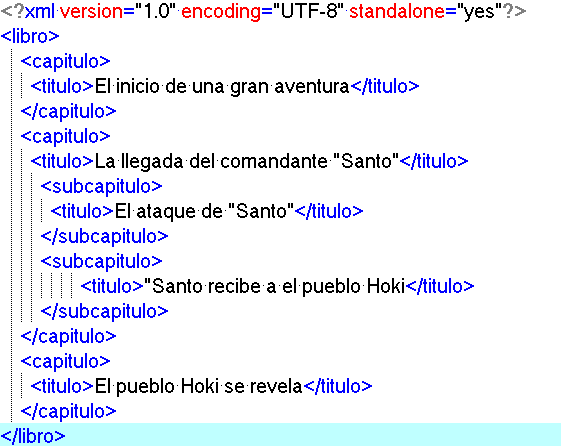 <?xml version="1.0" encoding="UTF-8" standalone="yes"?>
<libro>
<capitulo>
<titulo>El inicio de una gran aventura</titulo>
</capitulo>
<capitulo>
<titulo>La llegada del comandante "Santo"</titulo>
<subcapitulo>
<titulo>El ataque de "Santo"</titulo>
</subcapitulo>
<subcapitulo>
<titulo>"Santo recibe a el pueblo Hoki</titulo>
</subcapitulo>
</capitulo>
<capitulo>
<titulo>El pueblo Hoki se revela</titulo>
</capitulo>
</libro>